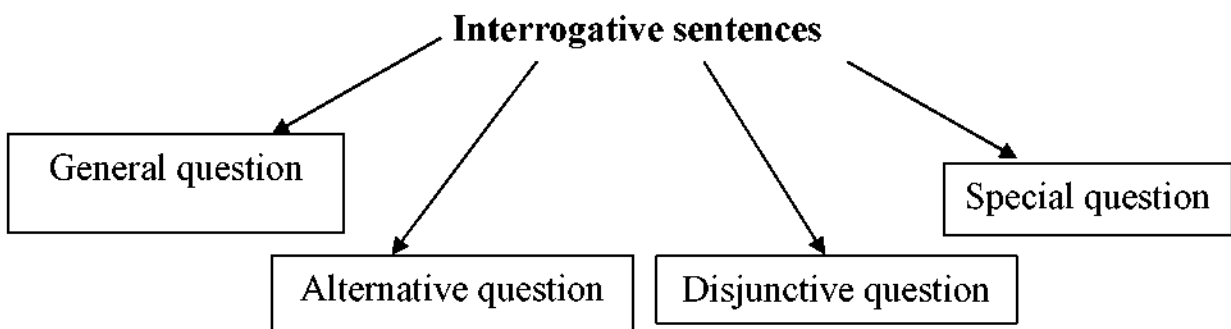 Interrogative sentences
General question
Special question
Alternative question
Disjunctive question